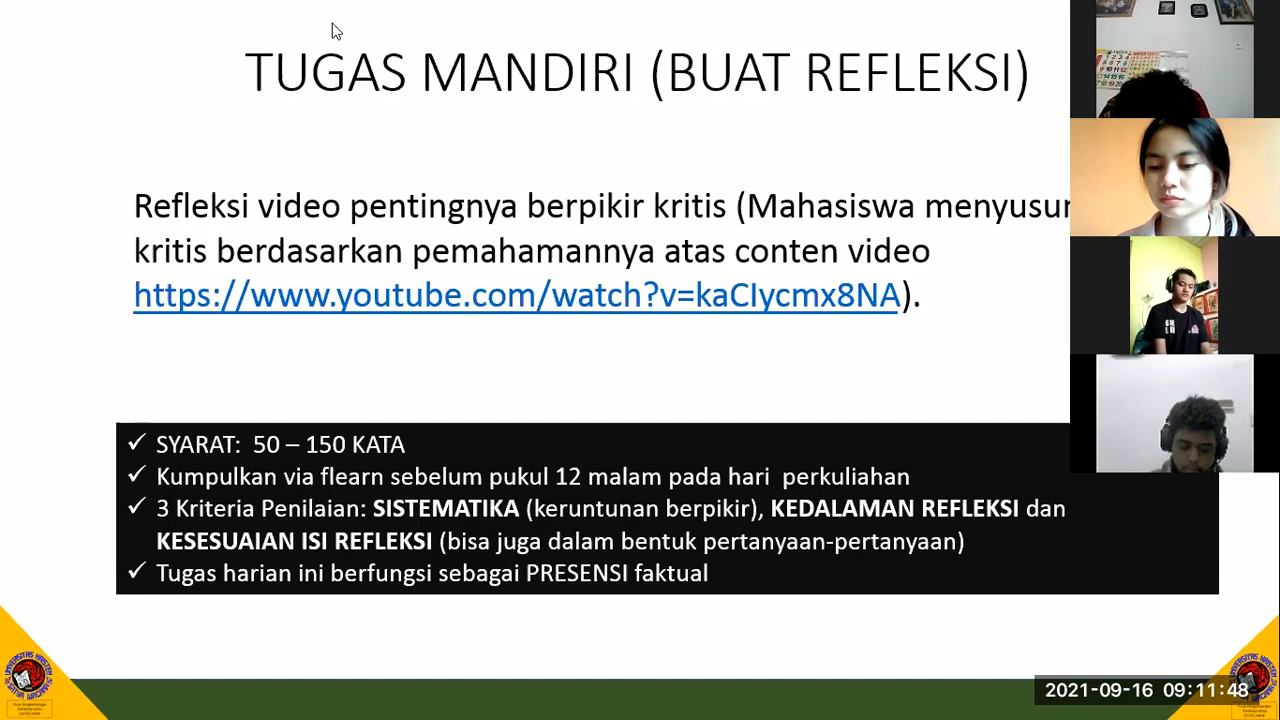 TUGAS MANDIRI (BUAT REFLEKSI)
Refleksi video pentingnya berpikir kritis (Mahasiswa menyusun
kritis berdasarkan pemahamannya atas conten video
https://www.youtube.com/watch?v=kaCIycmx8NA).
✓ SYARAT: 50 – 150 KATA
✓ Kumpulkan via flearn sebelum pukul 12 malam pada hari perkuliahan
✓ 3 Kriteria Penilaian: SISTEMATIKA (keruntunan berpikir), KEDALAMAN REFLEKSI dan
KESESUAIAN ISI REFLEKSI (bisa juga dalam bentuk pertanyaan-pertanyaan)
✓ Tugas harian ini berfungsi sebagai PRESENSI faktual
2021-09-16 09:11:48